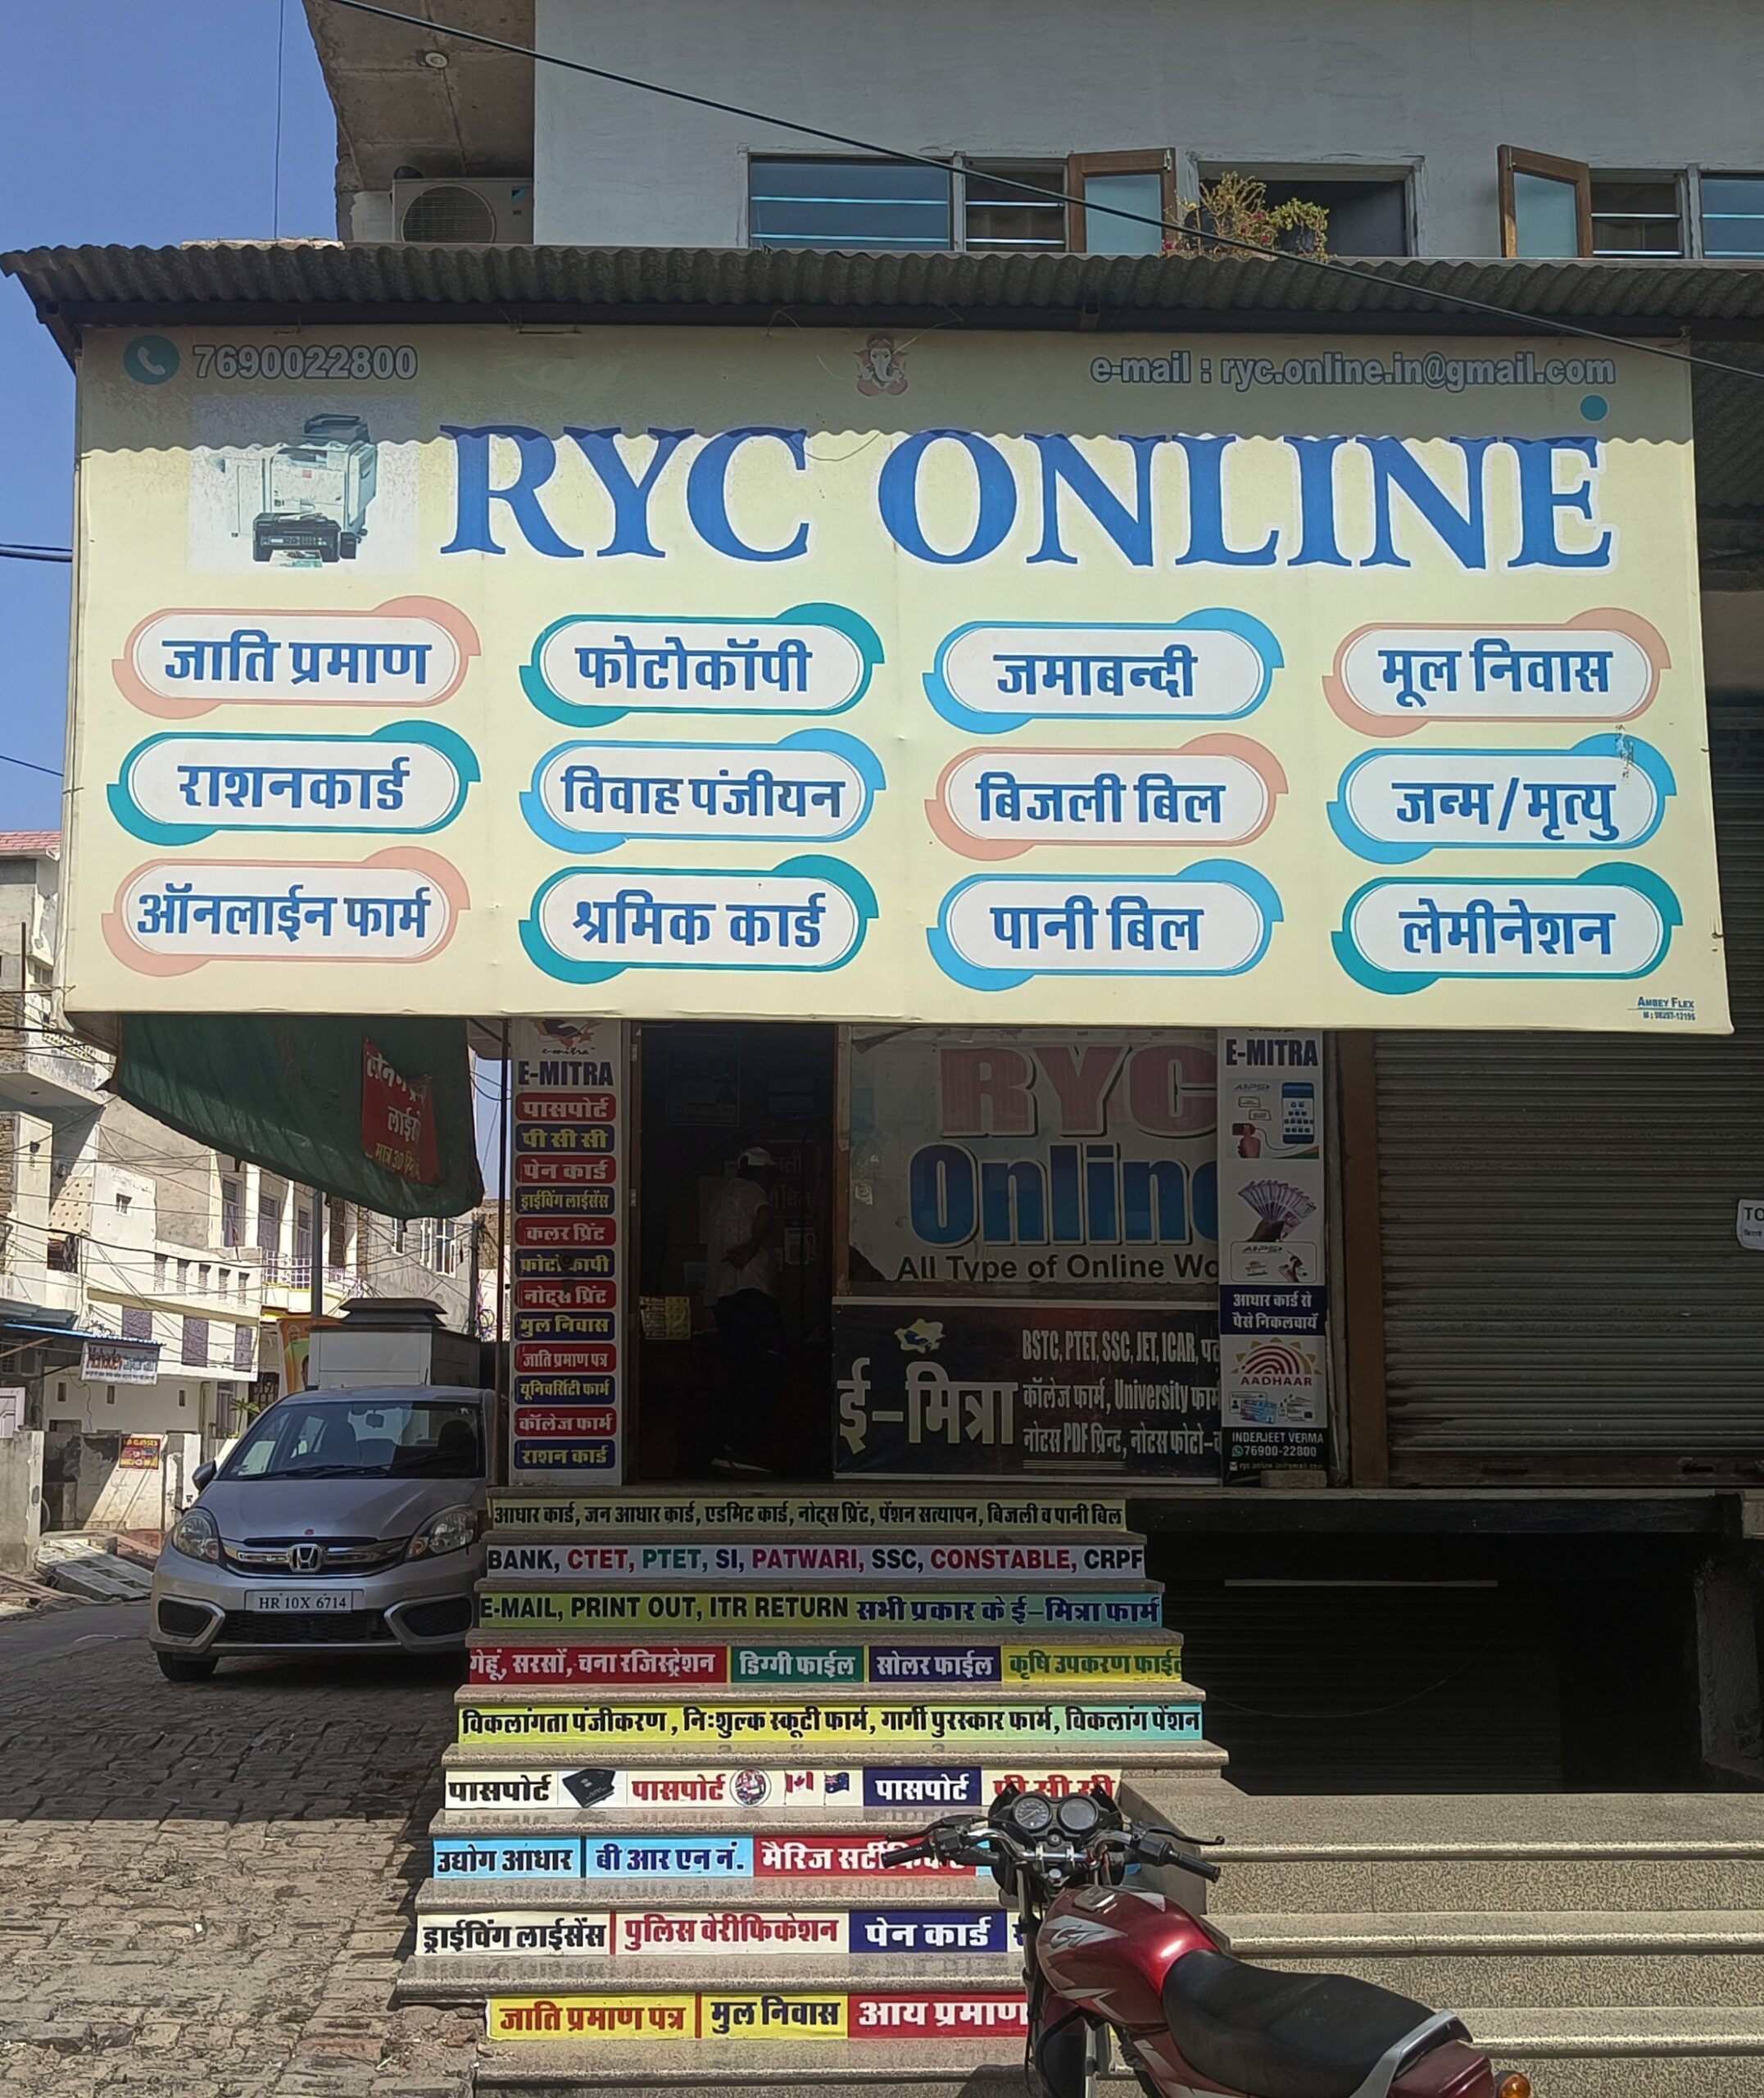 7690022800
e-mail : ryc.online.in@gmail.com
RYC ONLINE
जाति प्रमाण
फोटोकॉपी
जमाबन्दी
मूल निवास
राशनकार्ड
विवाह पंजीयन
बिजली बिल
जन्म/मृत्यु
ऑनलाईन फार्म
श्रमिक कार्ड
पानी बिल
लेमीनेशन
AMBEY FLEX
e-mitra
E-MITRA
पासपोर्ट
पी सी सी
पेन कार्ड
ड्राईविंग लाईसेंस
कलर प्रिंट
नोट्स प्रिंट
मुल निवास
जाति प्रमाण पत्र
यूनिवर्सिटी फार्म
कॉलेज फार्म
राशन कार्ड
RYC
Online
All Type of Online
ई-मित्रा
BSTC, PTET, SSC, JET, ICAR,
कॉलेज फार्म, University
नोटस PDF प्रिन्ट, नोटस
E-MITRA
आधार कार्ड से
पैसे निकलवायें
AADHAAR
INDERJEET VERMA
76900-22800
HR 10X 6714
आधार कार्ड, जन आधार कार्ड, एडमिट कार्ड, नोट्स प्रिंट, पेंशन सत्यापन, बिजली व पानी बिल
BANK, CTET, PTET, SI, PATWARI, SSC, CONSTABLE, CRPF
E-MAIL, PRINT OUT, ITR RETURN सभी प्रकार के ई-मित्रा फार्म
गेहूं, सरसों, चना रजिस्ट्रेशन डिग्गी फाईल सोलर फाईल कृषि उपकरण फाईल
विकलांगता पंजीकरण, निःशुल्क स्कूटी फार्म, गार्गी पुरस्कार फार्म, विकलांग पेंशन
पासपोर्ट पासपोर्ट पासपोर्ट पी सी सी
उद्योग आधार बी आर एन नं. मैरिज
ड्राईविंग लाईसेंस पुलिस वेरीफिकेशन पेन कार्ड
जाति प्रमाण पत्र मुल निवास आय प्रमाण